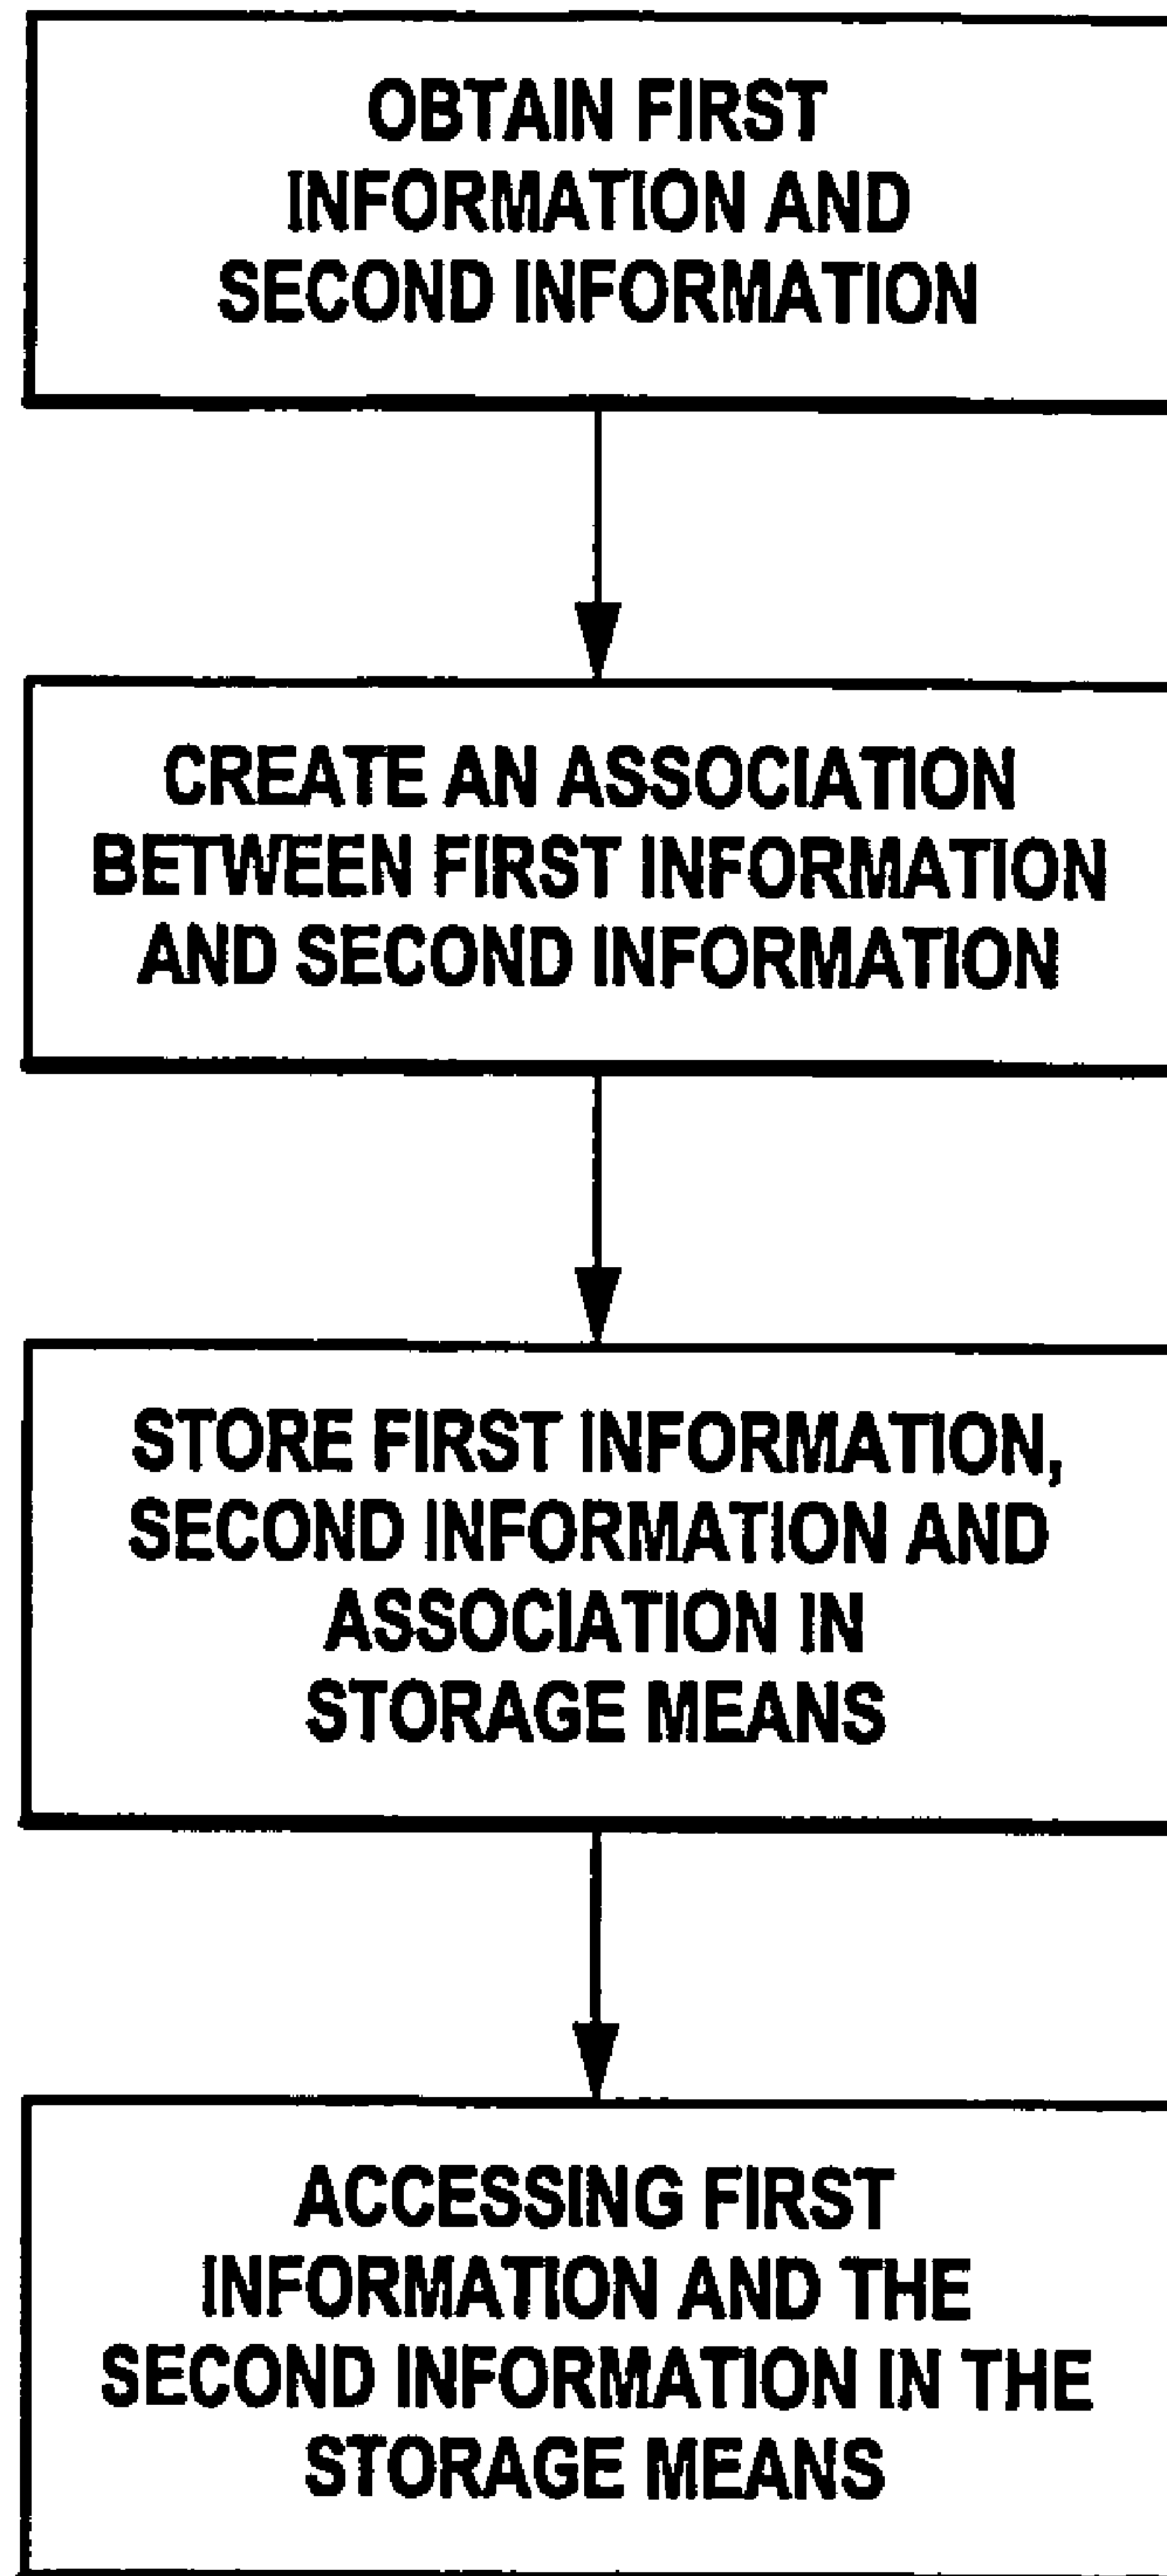 OBTAIN FIRST
INFORMATION AND
SECOND INFORMATION
CREATE AN ASSOCIATION
BETWEEN FIRST INFORMATION
AND SECOND INFORMATION
STORE FIRST INFORMATION,
SECOND INFORMATION AND
ASSOCIATION IN
STORAGE MEANS
ACCESSING FIRST
INFORMATION AND THE
SECOND INFORMATION IN THE
STORAGE MEANS